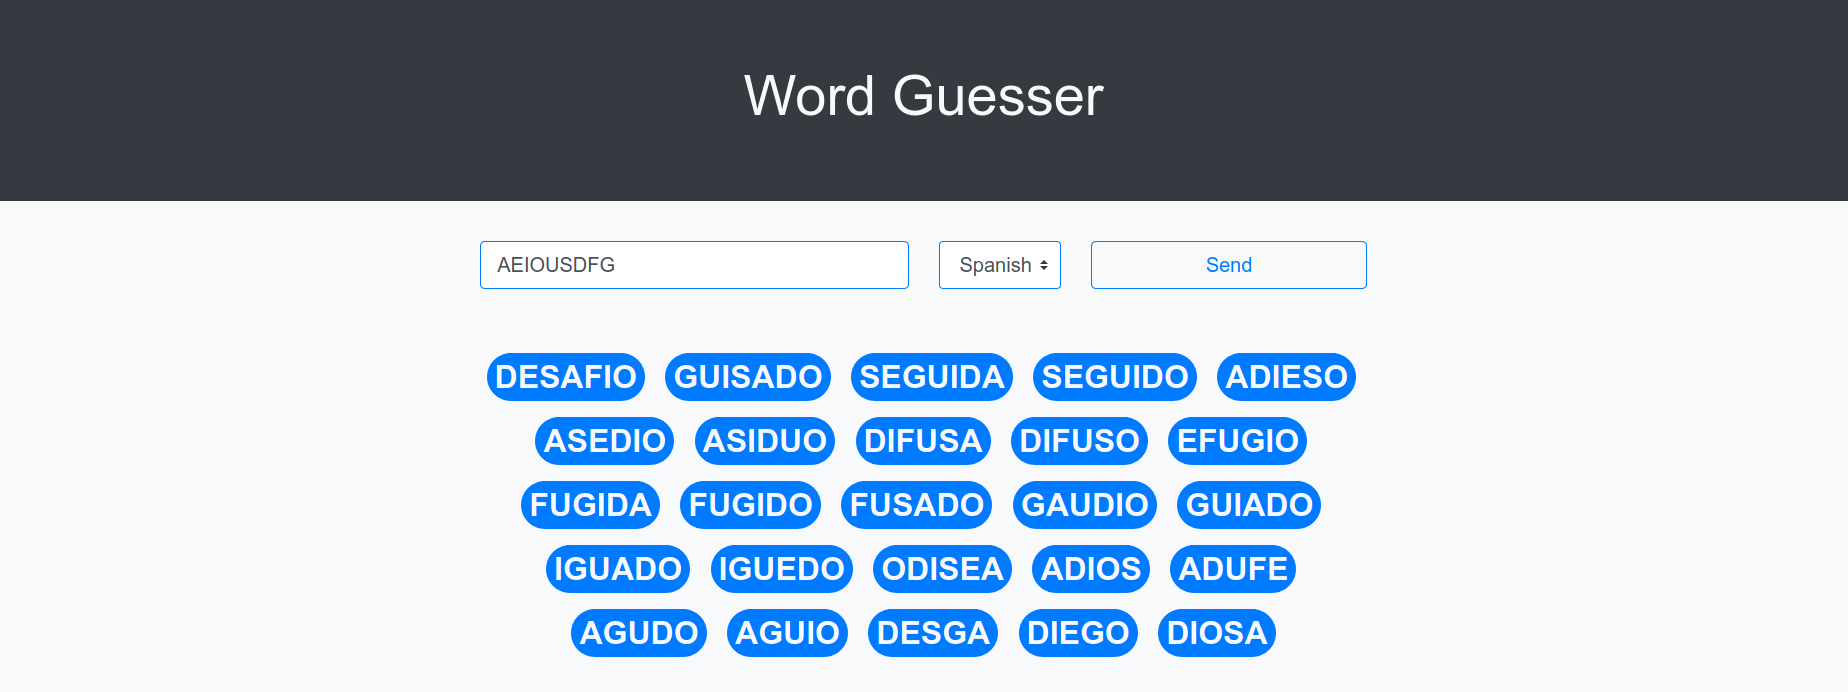 Word Guesser
AEIOUSDFG Spanish Send
DESAFIO GUISADO SEGUIDA SEGUIDO ADIESO
ASEDIO ASIDUO DIFUSA DIFUSO EFUGIO
FUGIDA FUGIDO FUSADO GAUDIO GUIADO
IGUADO IGUEDO ODISEA ADIOS ADUFE
AGUDO AGUIO DESGA DIEGO DIOSA